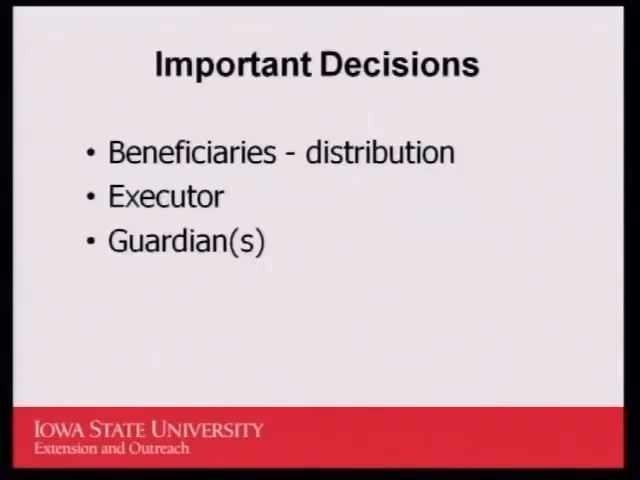 Important Decisions
• Beneficiaries - distribution
• Executor
• Guardian(s)
IOWA STATE UNIVERSITY
Extension and Outreach